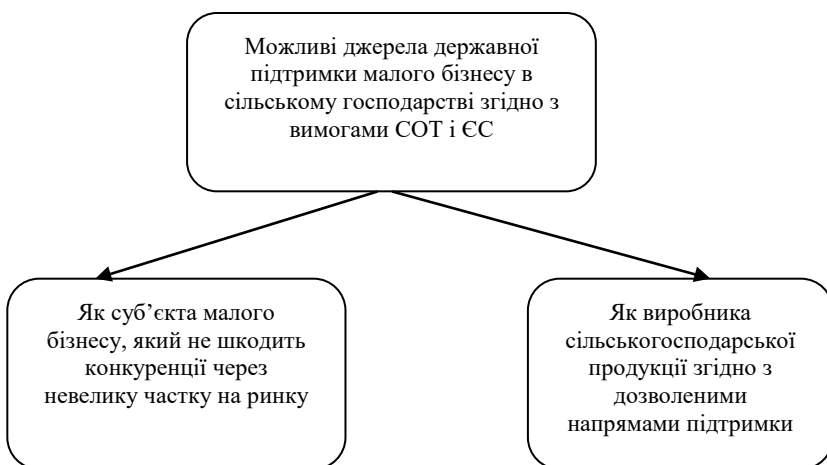 Можливі джерела державної
підтримки малого бізнесу в
сільському господарстві згідно з
вимогами СОТ і ЄС
Як суб’єкта малого
бізнесу, який не шкодить
конкуренції через
невелику частку на ринку
Як виробника
сільськогосподарської
продукції згідно з
дозволеними
напрямами підтримки